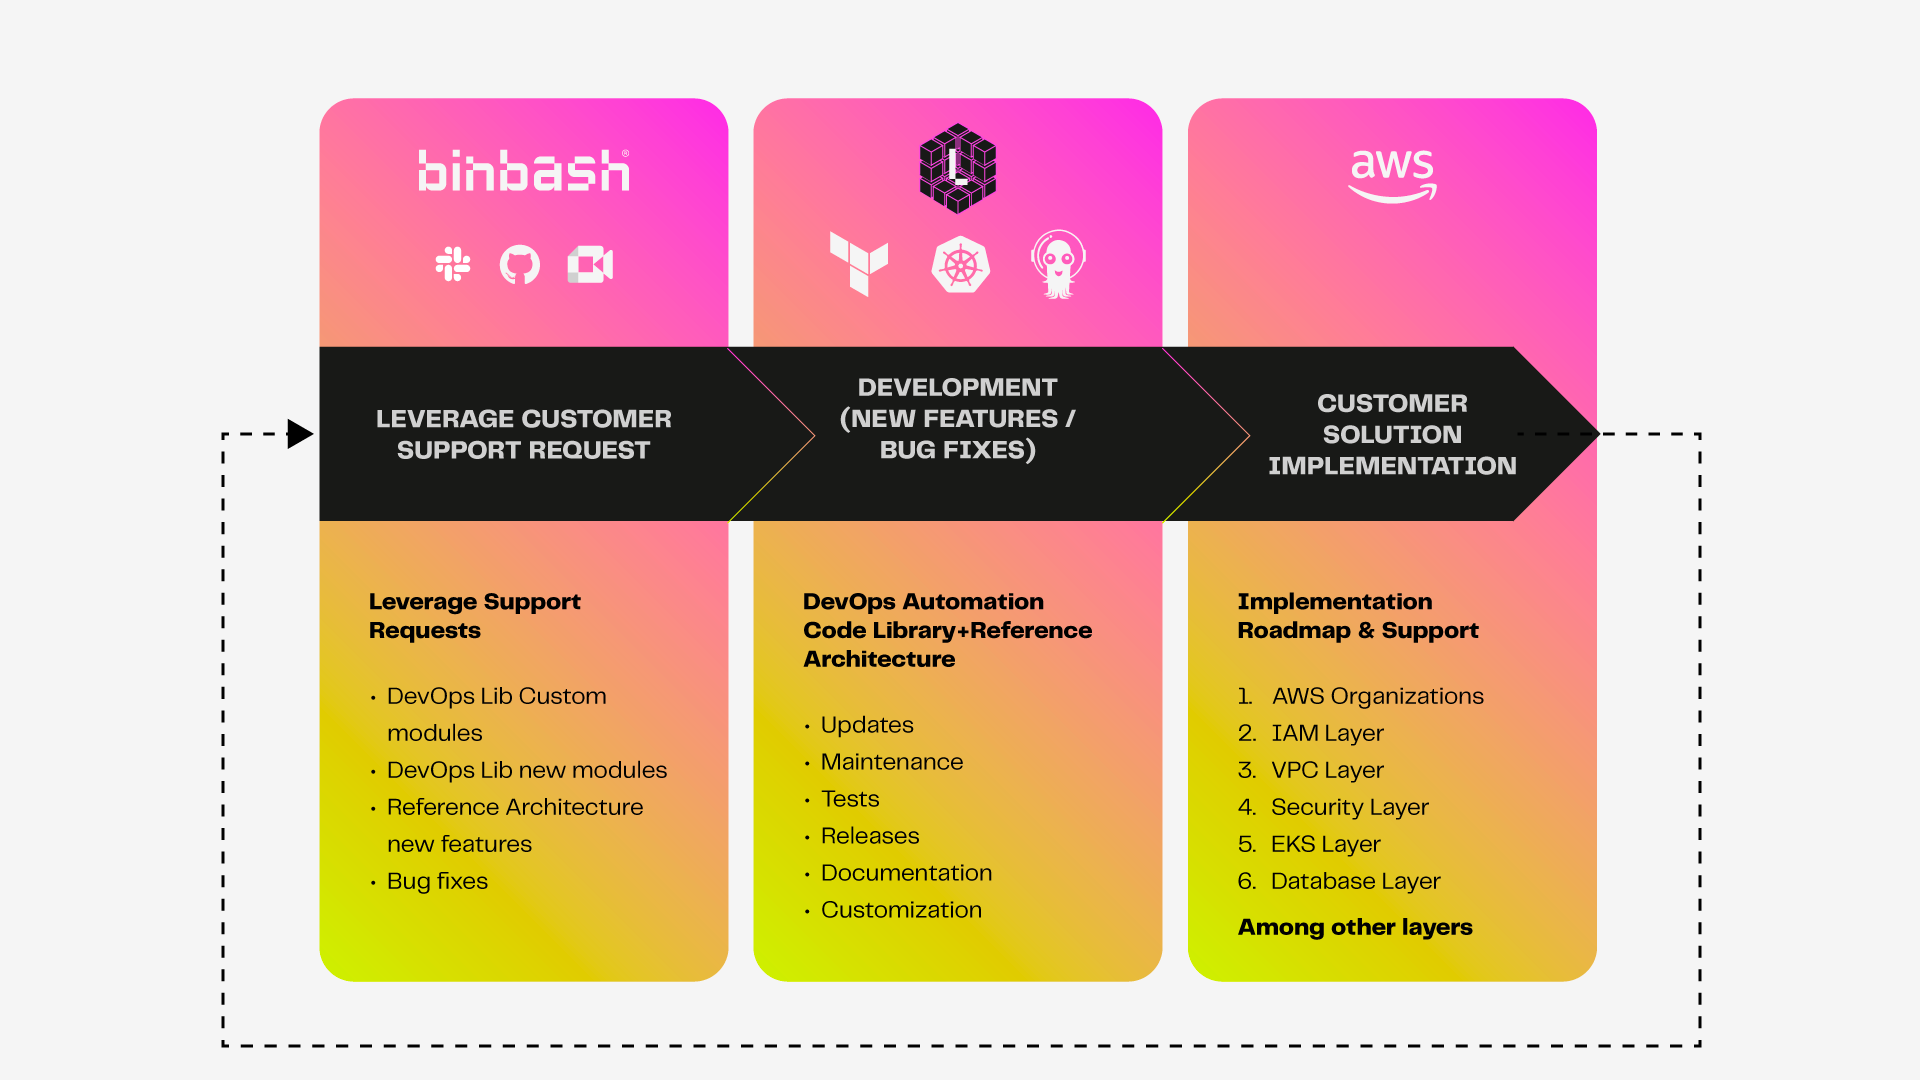 binbash®
LEVERAGE CUSTOMER
SUPPORT REQUEST
Leverage Support
Requests
• DevOps Lib Custom
modules
• DevOps Lib new modules
• Reference Architecture
new features
• Bug fixes
L
DEVELOPMENT
(NEW FEATURES /
BUG FIXES)
DevOps Automation
Code Library+Reference
Architecture
• Updates
• Maintenance
• Tests
• Releases
• Documentation
• Customization
aws
CUSTOMER
SOLUTION
IMPLEMENTATION
Implementation
Roadmap & Support
1. AWS Organizations
2. IAM Layer
3. VPC Layer
4. Security Layer
5. EKS Layer
6. Database Layer
Among other layers